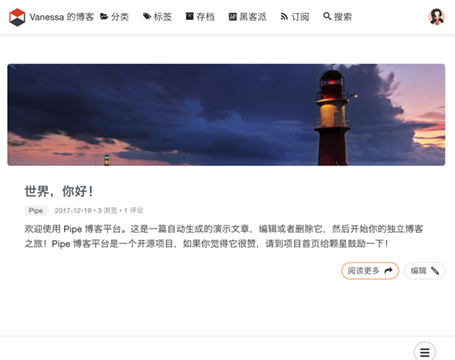 Vanessa 的博客 分类 标签 存档 黑客派 订阅 搜索
世界，你好！
Pipe 2017-12-19 • 3 浏览 • 1 评论
欢迎使用 Pipe 博客平台。这是一篇自动生成的演示文章，编辑或者删除它，然后开始你的独立博客
之旅！Pipe 博客平台是一个开源项目，如果你觉得它很赞，请到项目首页给颗星鼓励一下！
阅读更多 编辑